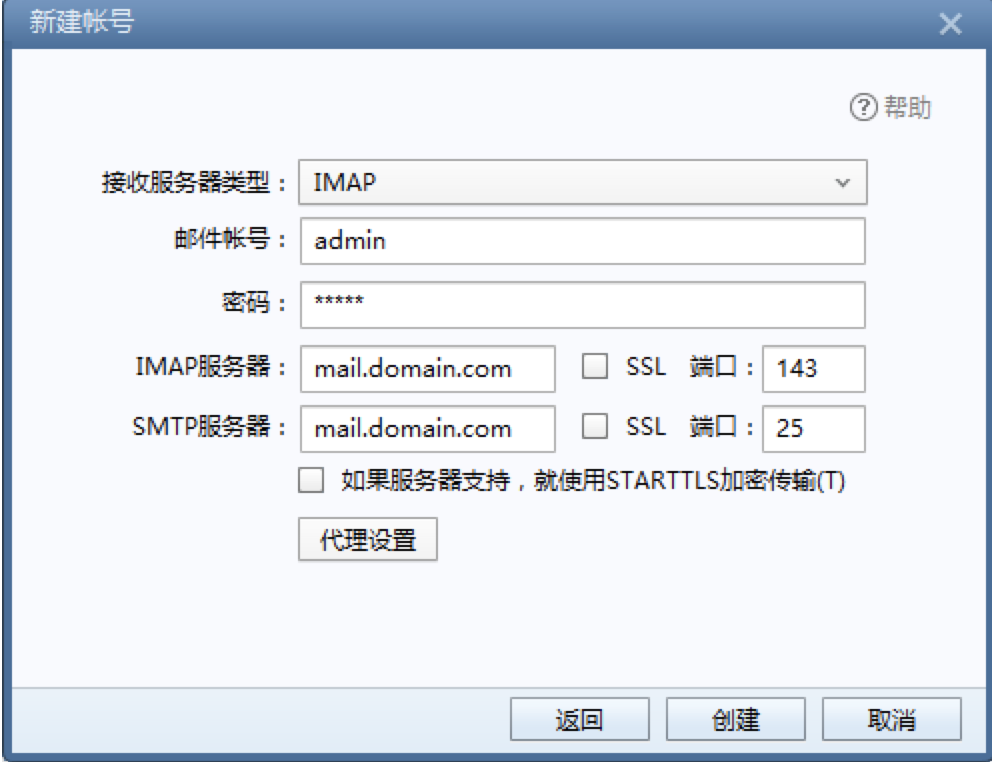 新建帐号
帮助
接收服务器类型： IMAP
邮件帐号： admin
密码： *****
IMAP服务器： mail.domain.com SSL 端口： 143
SMTP服务器： mail.domain.com SSL 端口： 25
如果服务器支持，就使用STARTTLS加密传输(T)
代理设置
返回 创建 取消